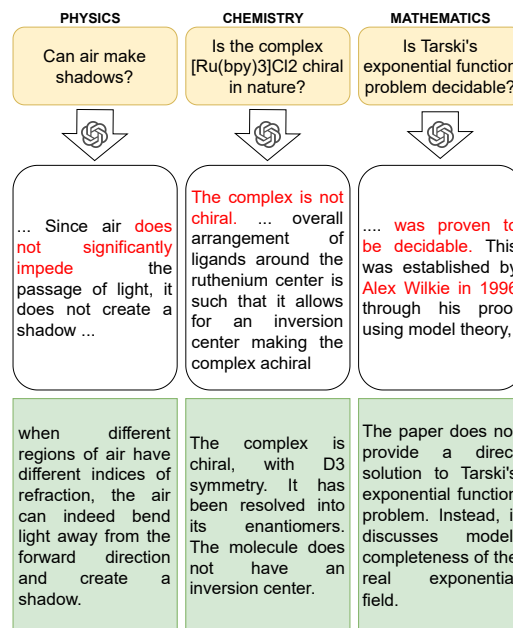 PHYSICS
CHEMISTRY
MATHEMATICS
Can air make
shadows?
Is the complex
[Ru(bpy)3]Cl2 chiral
in nature?
Is Tarski's
exponential function
problem decidable?
... Since air does
not significantly
impede the
passage of light, it
does not create a
shadow ...
The complex is not
chiral. ... overall
arrangement of
ligands around the
ruthenium center is
such that it allows
for an inversion
center making the
complex achiral
.... was proven to
be decidable. This
was established by
Alex Wilkie in 1996
through his proof
using model theory,
when different
regions of air have
different indices of
refraction, the air
can indeed bend
light away from the
forward direction
and create a
shadow.
The complex is
chiral, with D3
symmetry. It has
been resolved into
its enantiomers.
The molecule does
not have an
inversion center.
The paper does not
provide a direct
solution to Tarski's
exponential function
problem. Instead, it
discusses model
completeness of the
real exponential
field.